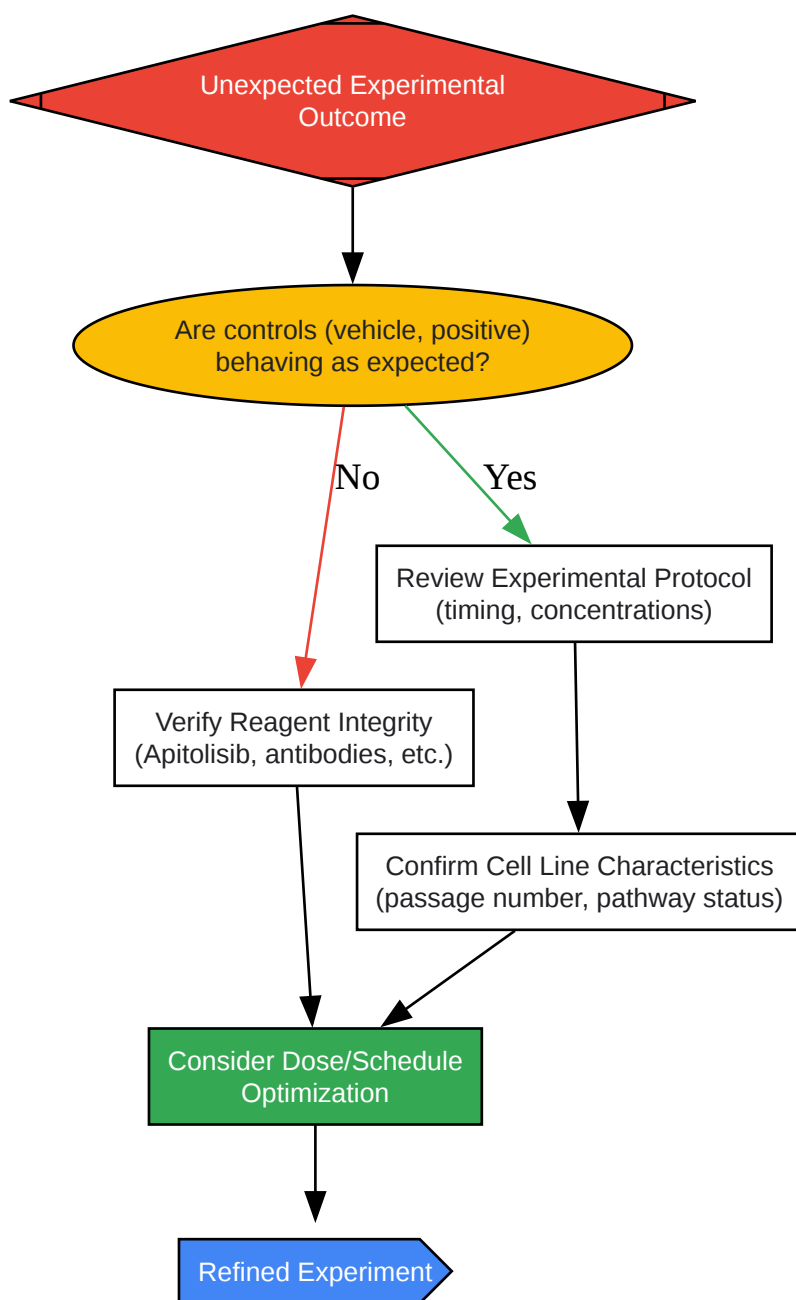 Unexpected Experimental
Outcome
Are controls (vehicle, positive)
behaving as expected?
No
Yes
Review Experimental Protocol
(timing, concentrations)
Verify Reagent Integrity
(Apitolisib, antibodies, etc.)
Confirm Cell Line Characteristics
(passage number, pathway status)
Consider Dose/Schedule
Optimization
Refined Experiment